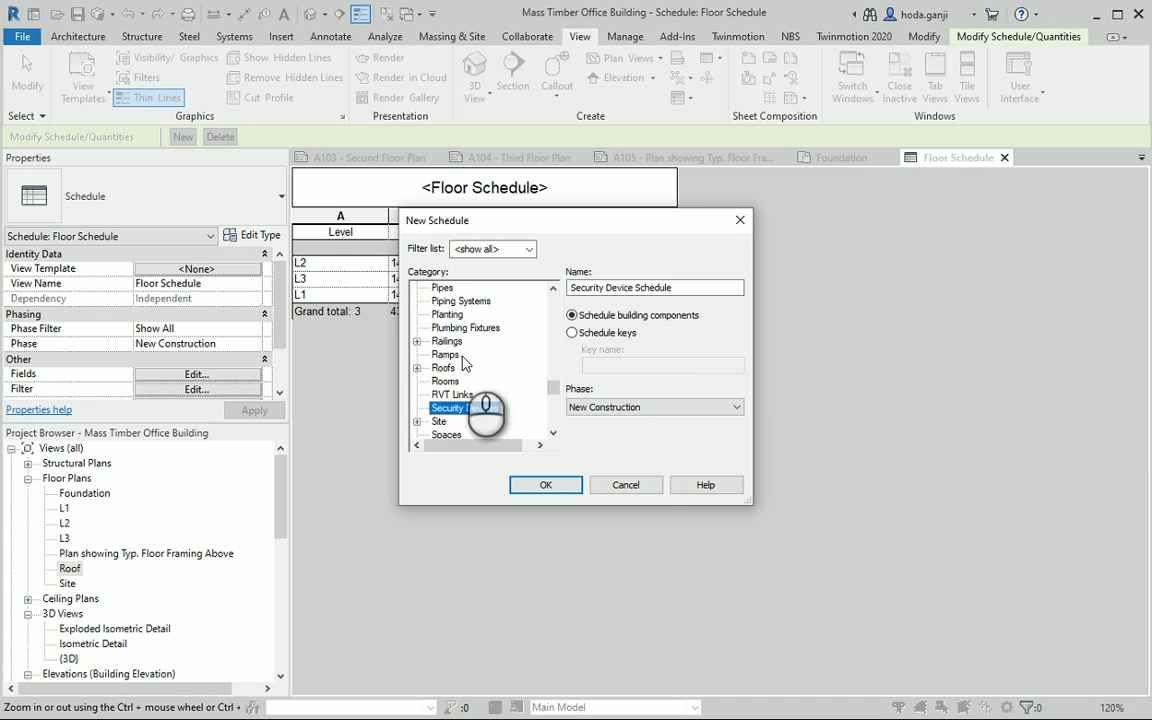 Mass Timber Office Building - Schedule: Floor Schedule
hoda.ganji
File Architecture Structure Steel Systems Insert Annotate Analyze Massing & Site Collaborate View Manage Add-Ins Twinmotion NBS Twinmotion 2020 Modify Modify Schedule/Quantities
Modify
View Templates
Visibility/ Graphics
Filters
Thin Lines
Show Hidden Lines
Remove Hidden Lines
Cut Profile
Render
Render in Cloud
Render Gallery
3D View
Section
Callout
Plan Views
Elevation
Switch Windows
Close Inactive
Tab Views
Tile Views
User Interface
Select Graphics Presentation Create Sheet Composition Windows
Modify Schedule/Quantities New Delete
Properties
Schedule
Schedule: Floor Schedule Edit Type
Identity Data
View Template <None>
View Name Floor Schedule
Dependency Independent
Phasing
Phase Filter Show All
Phase New Construction
Other
Fields Edit...
Filter Edit...
Properties help Apply
Project Browser - Mass Timber Office Building
Views (all)
Structural Plans
Floor Plans
Foundation
L1
L2
L3
Plan showing Typ. Floor Framing Above
Roof
Site
Ceiling Plans
3D Views
Exploded Isometric Detail
Isometric Detail
{3D}
Elevations (Building Elevation)
A103 - Second Floor Plan A104 - Third Floor Plan A105 - Plan showing Typ. Floor Fra... Foundation Floor Schedule
<Floor Schedule>
A
Level
L2 14
L3 14
L1 14
Grand total: 3 43
New Schedule
Filter list: <show all>
Category:
Pipes
Piping Systems
Planting
Plumbing Fixtures
Railings
Ramps
Roofs
Rooms
RVT Links
Security
Site
Spaces
Name:
Security Device Schedule
Schedule building components
Schedule keys
Key name:
Phase:
New Construction
OK Cancel Help
Zoom in or out using the Ctrl + mouse wheel or Ctrl + :0 Main Model :0 120%